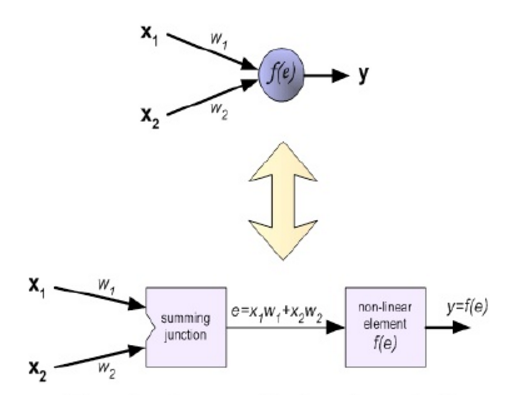 x₁
w₁
f(e)
y
x₂
w₂
x₁
w₁
summing
junction
e=x₁w₁+x₂w₂
non-linear
element
f(e)
y=f(e)
x₂
w₂